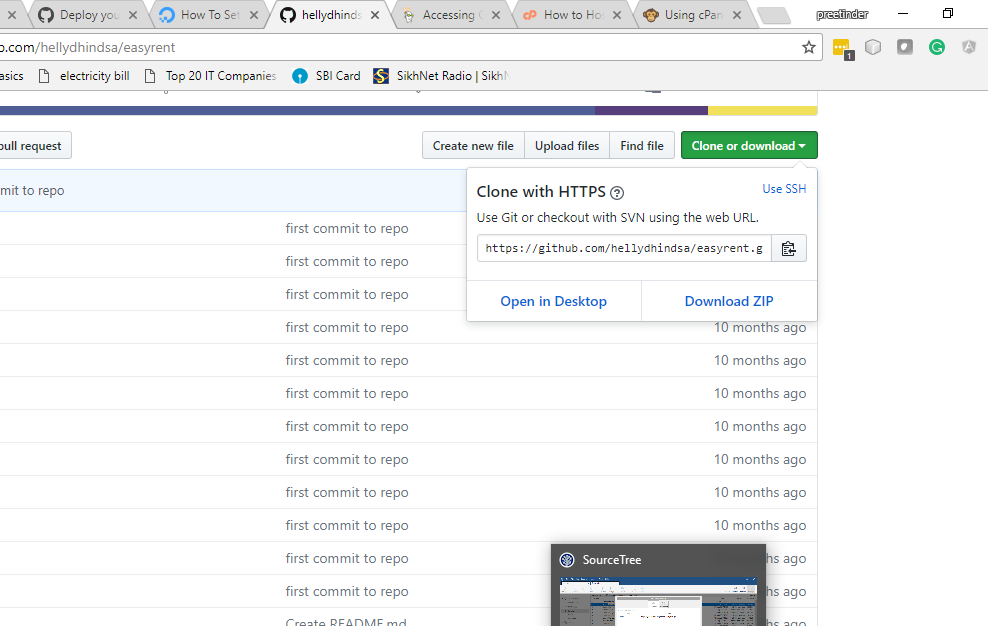 Deploy you
How To Set
hellydhinds
Accessing
How to Ho
Using cPan
preetinder
o.com/hellydhindsa/easyrent
1
asics
electricity bill
Top 20 IT Companies
SBI Card
SikhNet Radio | Sikh
pull request
Create new file
Upload files
Find file
Clone or download
mit to repo
Clone with HTTPS
Use SSH
Use Git or checkout with SVN using the web URL.
https://github.com/hellydhindsa/easyrent.g
Open in Desktop
Download ZIP
first commit to repo
first commit to repo
first commit to repo
first commit to repo 10 months ago
first commit to repo 10 months ago
first commit to repo 10 months ago
first commit to repo 10 months ago
first commit to repo 10 months ago
first commit to repo 10 months ago
first commit to repo 10 months ago
first commit to repo hs ago
first commit to repo hs ago
Create README.md hs ago
SourceTree